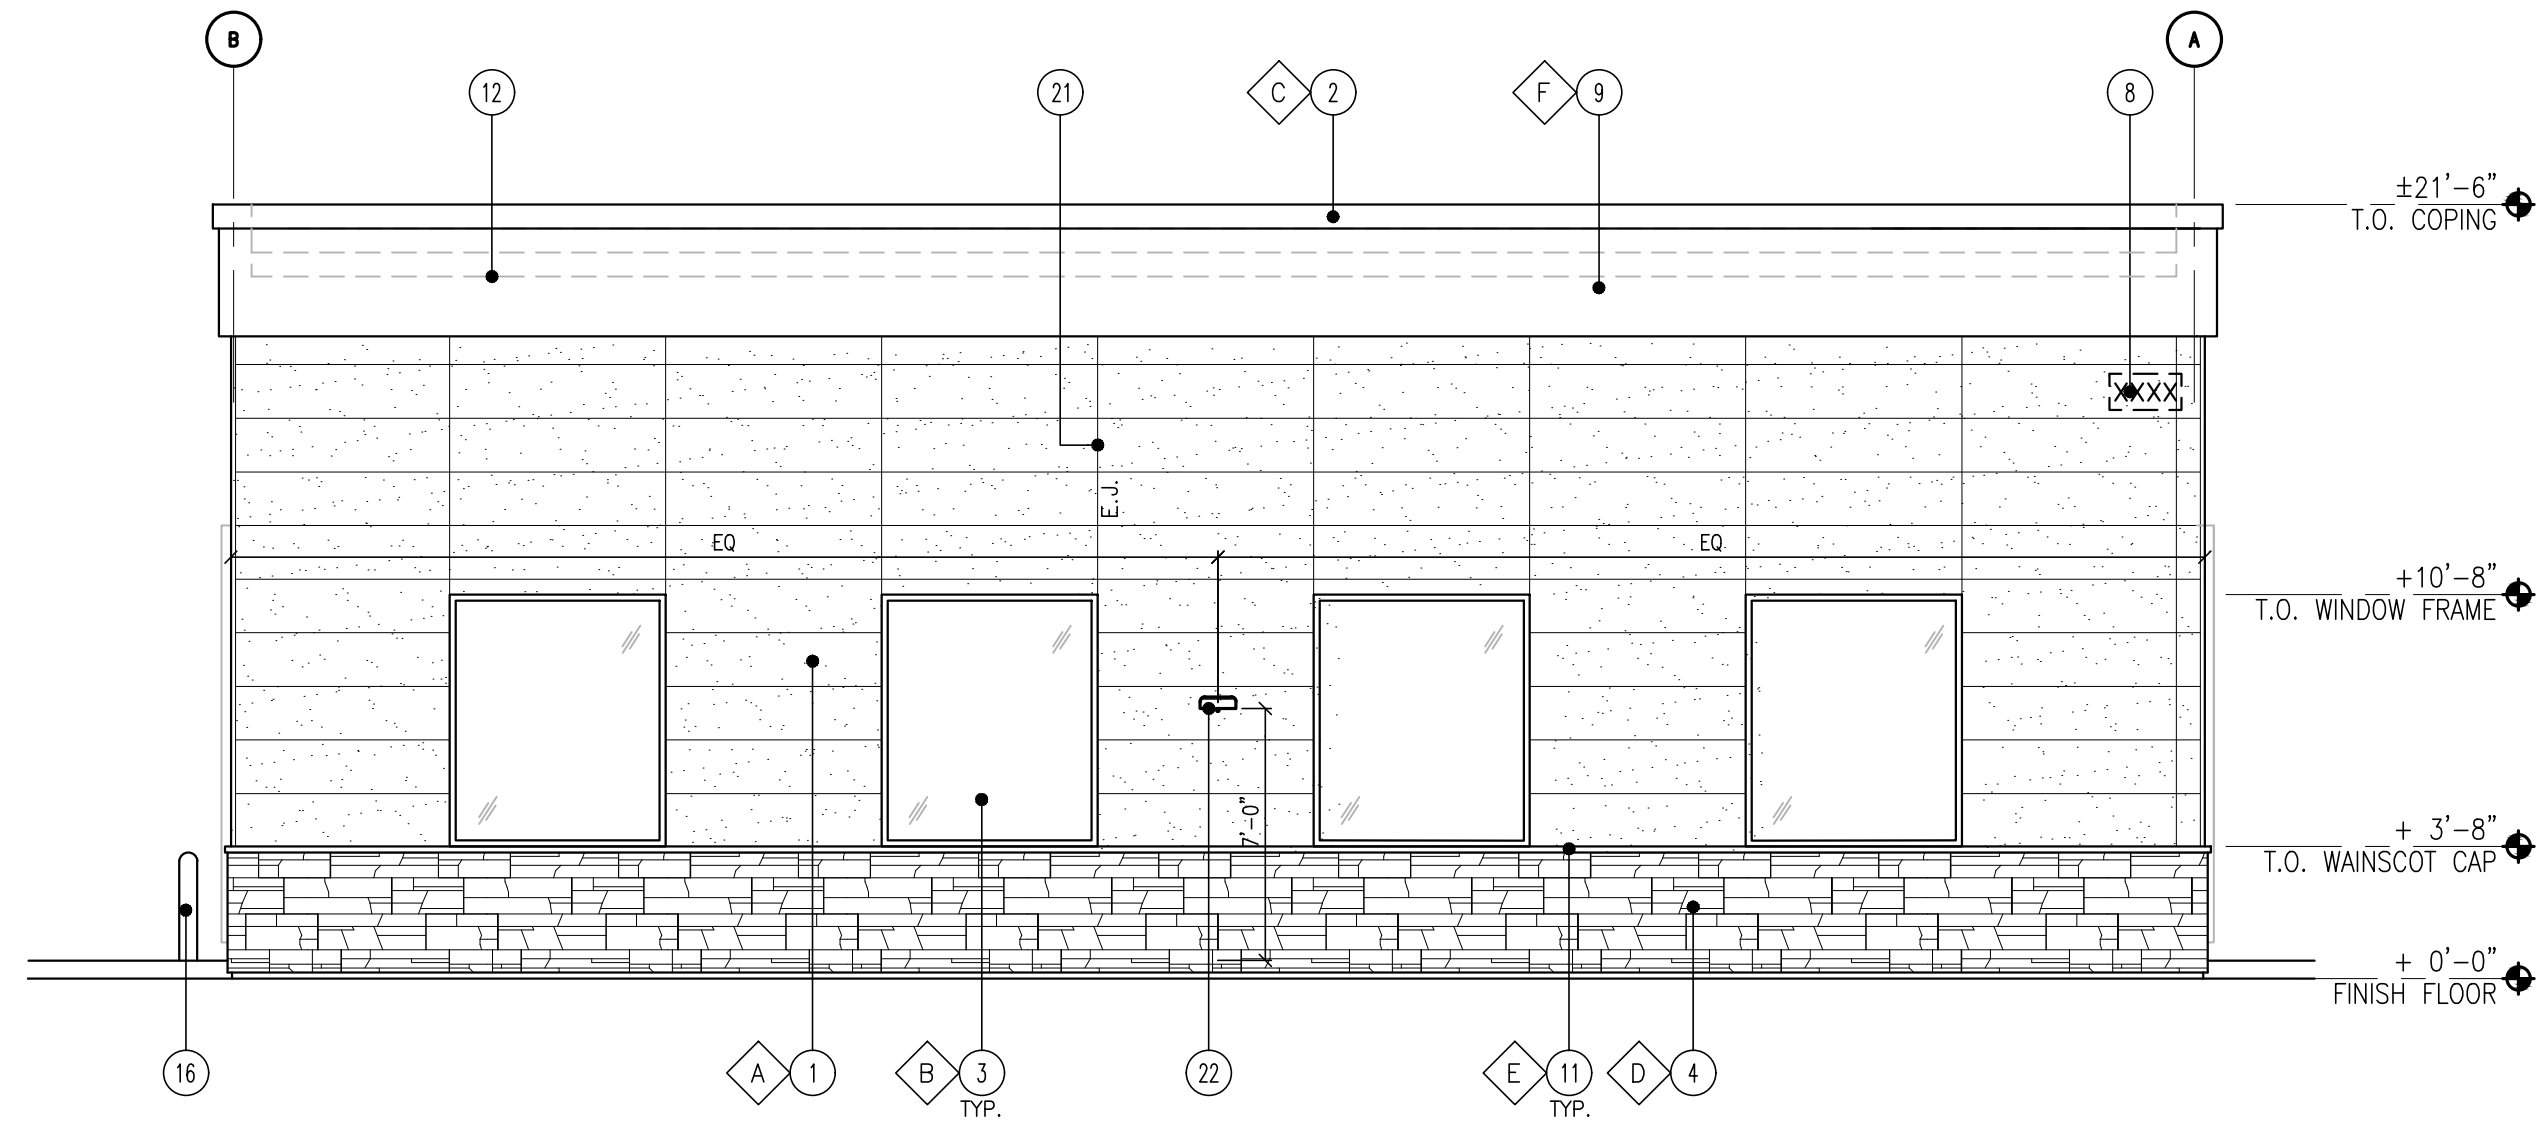 B
A
12
21
C 2
F 9
8
±21'-6"
T.O. COPING
XXXX
E.J.
EQ
EQ
+10'-8"
T.O. WINDOW FRAME
7'-0"
+ 3'-8"
T.O. WAINSCOT CAP
+ 0'-0"
FINISH FLOOR
16
A 1
B 3
TYP.
22
E 11
TYP.
D 4